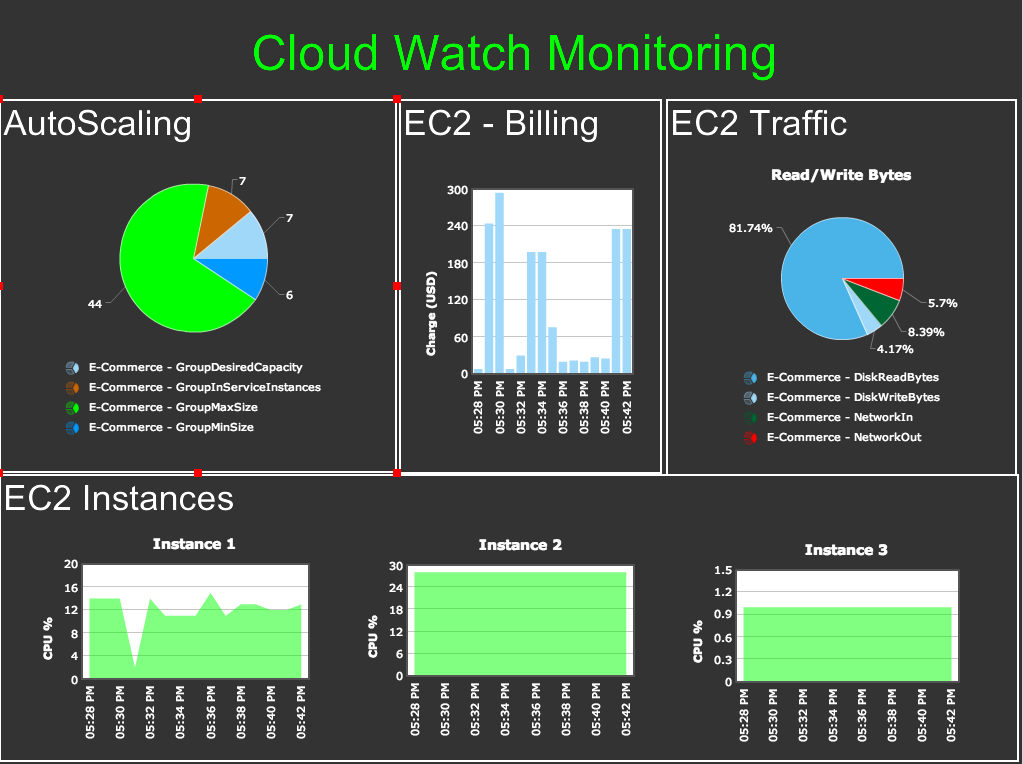 Cloud Watch Monitoring
AutoScaling
7
7
6
44
E-Commerce - GroupDesiredCapacity
E-Commerce - GroupInServiceInstances
E-Commerce - GroupMaxSize
E-Commerce - GroupMinSize
EC2 - Billing
300
240
180
120
60
0
Charge (USD)
05:28 PM
05:30 PM
05:32 PM
05:34 PM
05:36 PM
05:38 PM
05:40 PM
05:42 PM
EC2 Traffic
Read/Write Bytes
81.74%
5.7%
8.39%
4.17%
E-Commerce - DiskReadBytes
E-Commerce - DiskWriteBytes
E-Commerce - NetworkIn
E-Commerce - NetworkOut
EC2 Instances
Instance 1
20
16
12
8
4
0
CPU %
05:28 PM
05:30 PM
05:32 PM
05:34 PM
05:36 PM
05:38 PM
05:40 PM
05:42 PM
Instance 2
30
24
18
12
6
0
CPU %
05:28 PM
05:30 PM
05:32 PM
05:34 PM
05:36 PM
05:38 PM
05:40 PM
05:42 PM
Instance 3
1.5
1.2
0.9
0.6
0.3
0
CPU %
05:28 PM
05:30 PM
05:32 PM
05:34 PM
05:36 PM
05:38 PM
05:40 PM
05:42 PM